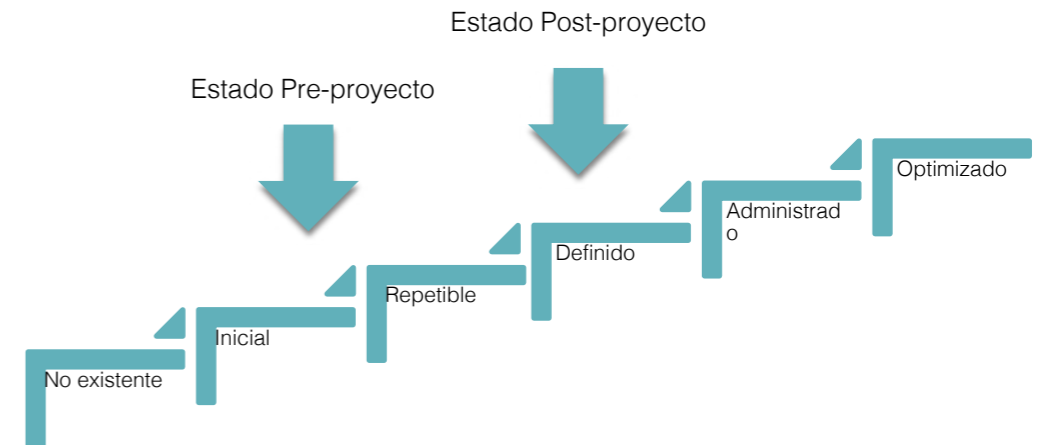 Estado Post-proyecto
Estado Pre-proyecto
Optimizado
Administrad
o
Definido
Repetible
Inicial
No existente